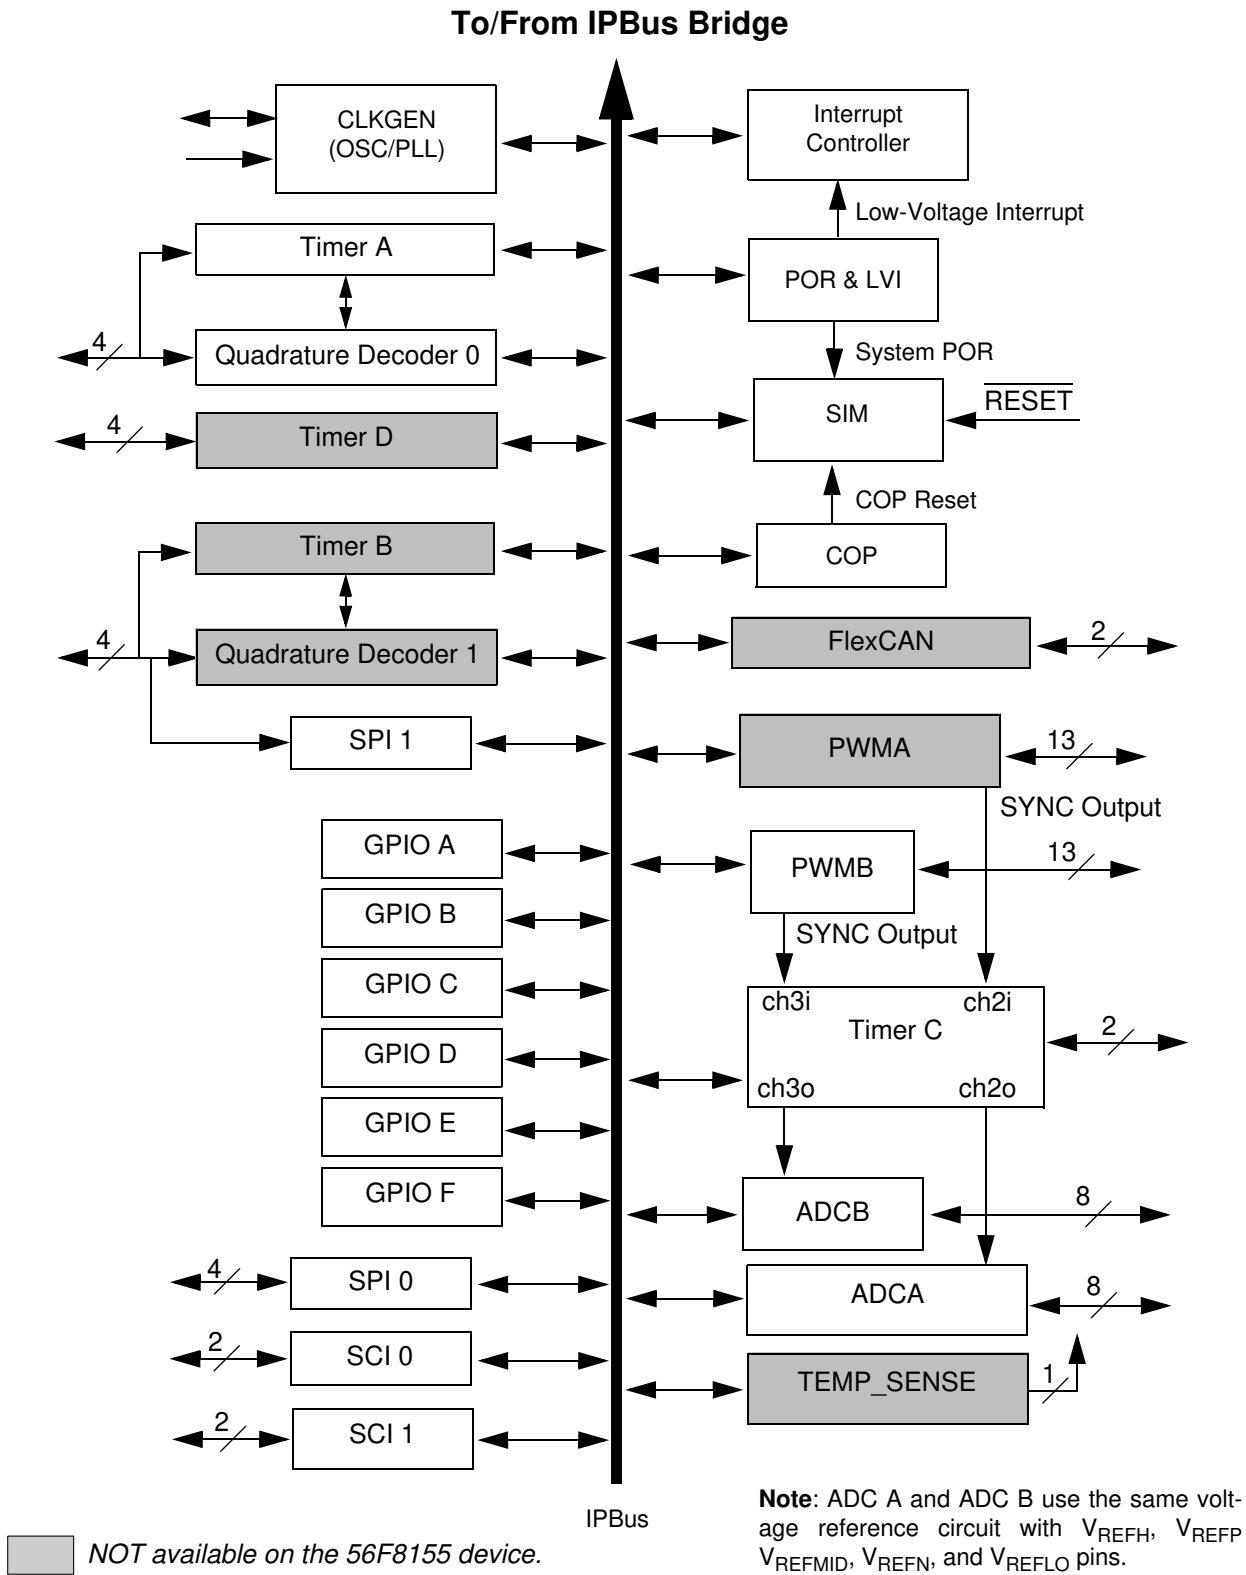 To/From IPBus Bridge
CLKGEN
(OSC/PLL)
Timer A
4
Quadrature Decoder 0
4
Timer D
Timer B
4
Quadrature Decoder 1
SPI 1
GPIO A
GPIO B
GPIO C
GPIO D
GPIO E
GPIO F
4
SPI 0
2
SCI 0
2
SCI 1
Interrupt
Controller
Low-Voltage Interrupt
POR & LVI
System POR
SIM
RESET
COP Reset
COP
FlexCAN
2
PWMA
13
SYNC Output
PWMB
13
SYNC Output
ch3i
ch2i
Timer C
2
ch3o
ch2o
ADCB
8
ADCA
8
TEMP_SENSE
1
IPBus
Note: ADC A and ADC B use the same volt-
age reference circuit with VREFH, VREFP
VREFMID, VREFN, and VREFLO pins.
NOT available on the 56F8155 device.